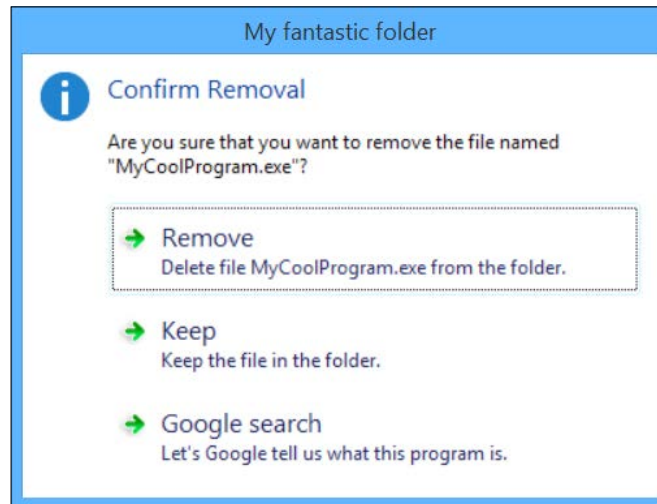 My fantastic folder
Confirm Removal
Are you sure that you want to remove the file named
"MyCoolProgram.exe"?
Remove
Delete file MyCoolProgram.exe from the folder.
Keep
Keep the file in the folder.
Google search
Let's Google tell us what this program is.